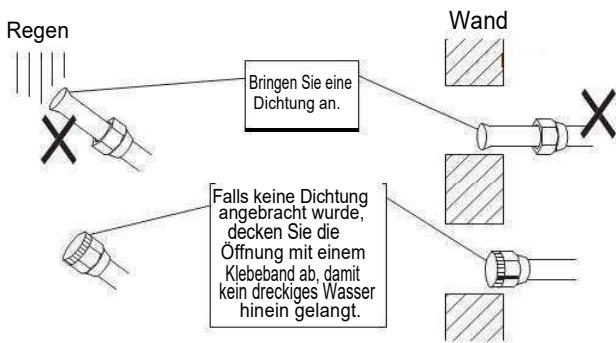 Regen
Wand
Bringen Sie eine
Dichtung an.
Falls keine Dichtung
angebracht wurde,
decken Sie die
Öffnung mit einem
Klebeband ab, damit
kein dreckiges Wasser
hinein gelangt.